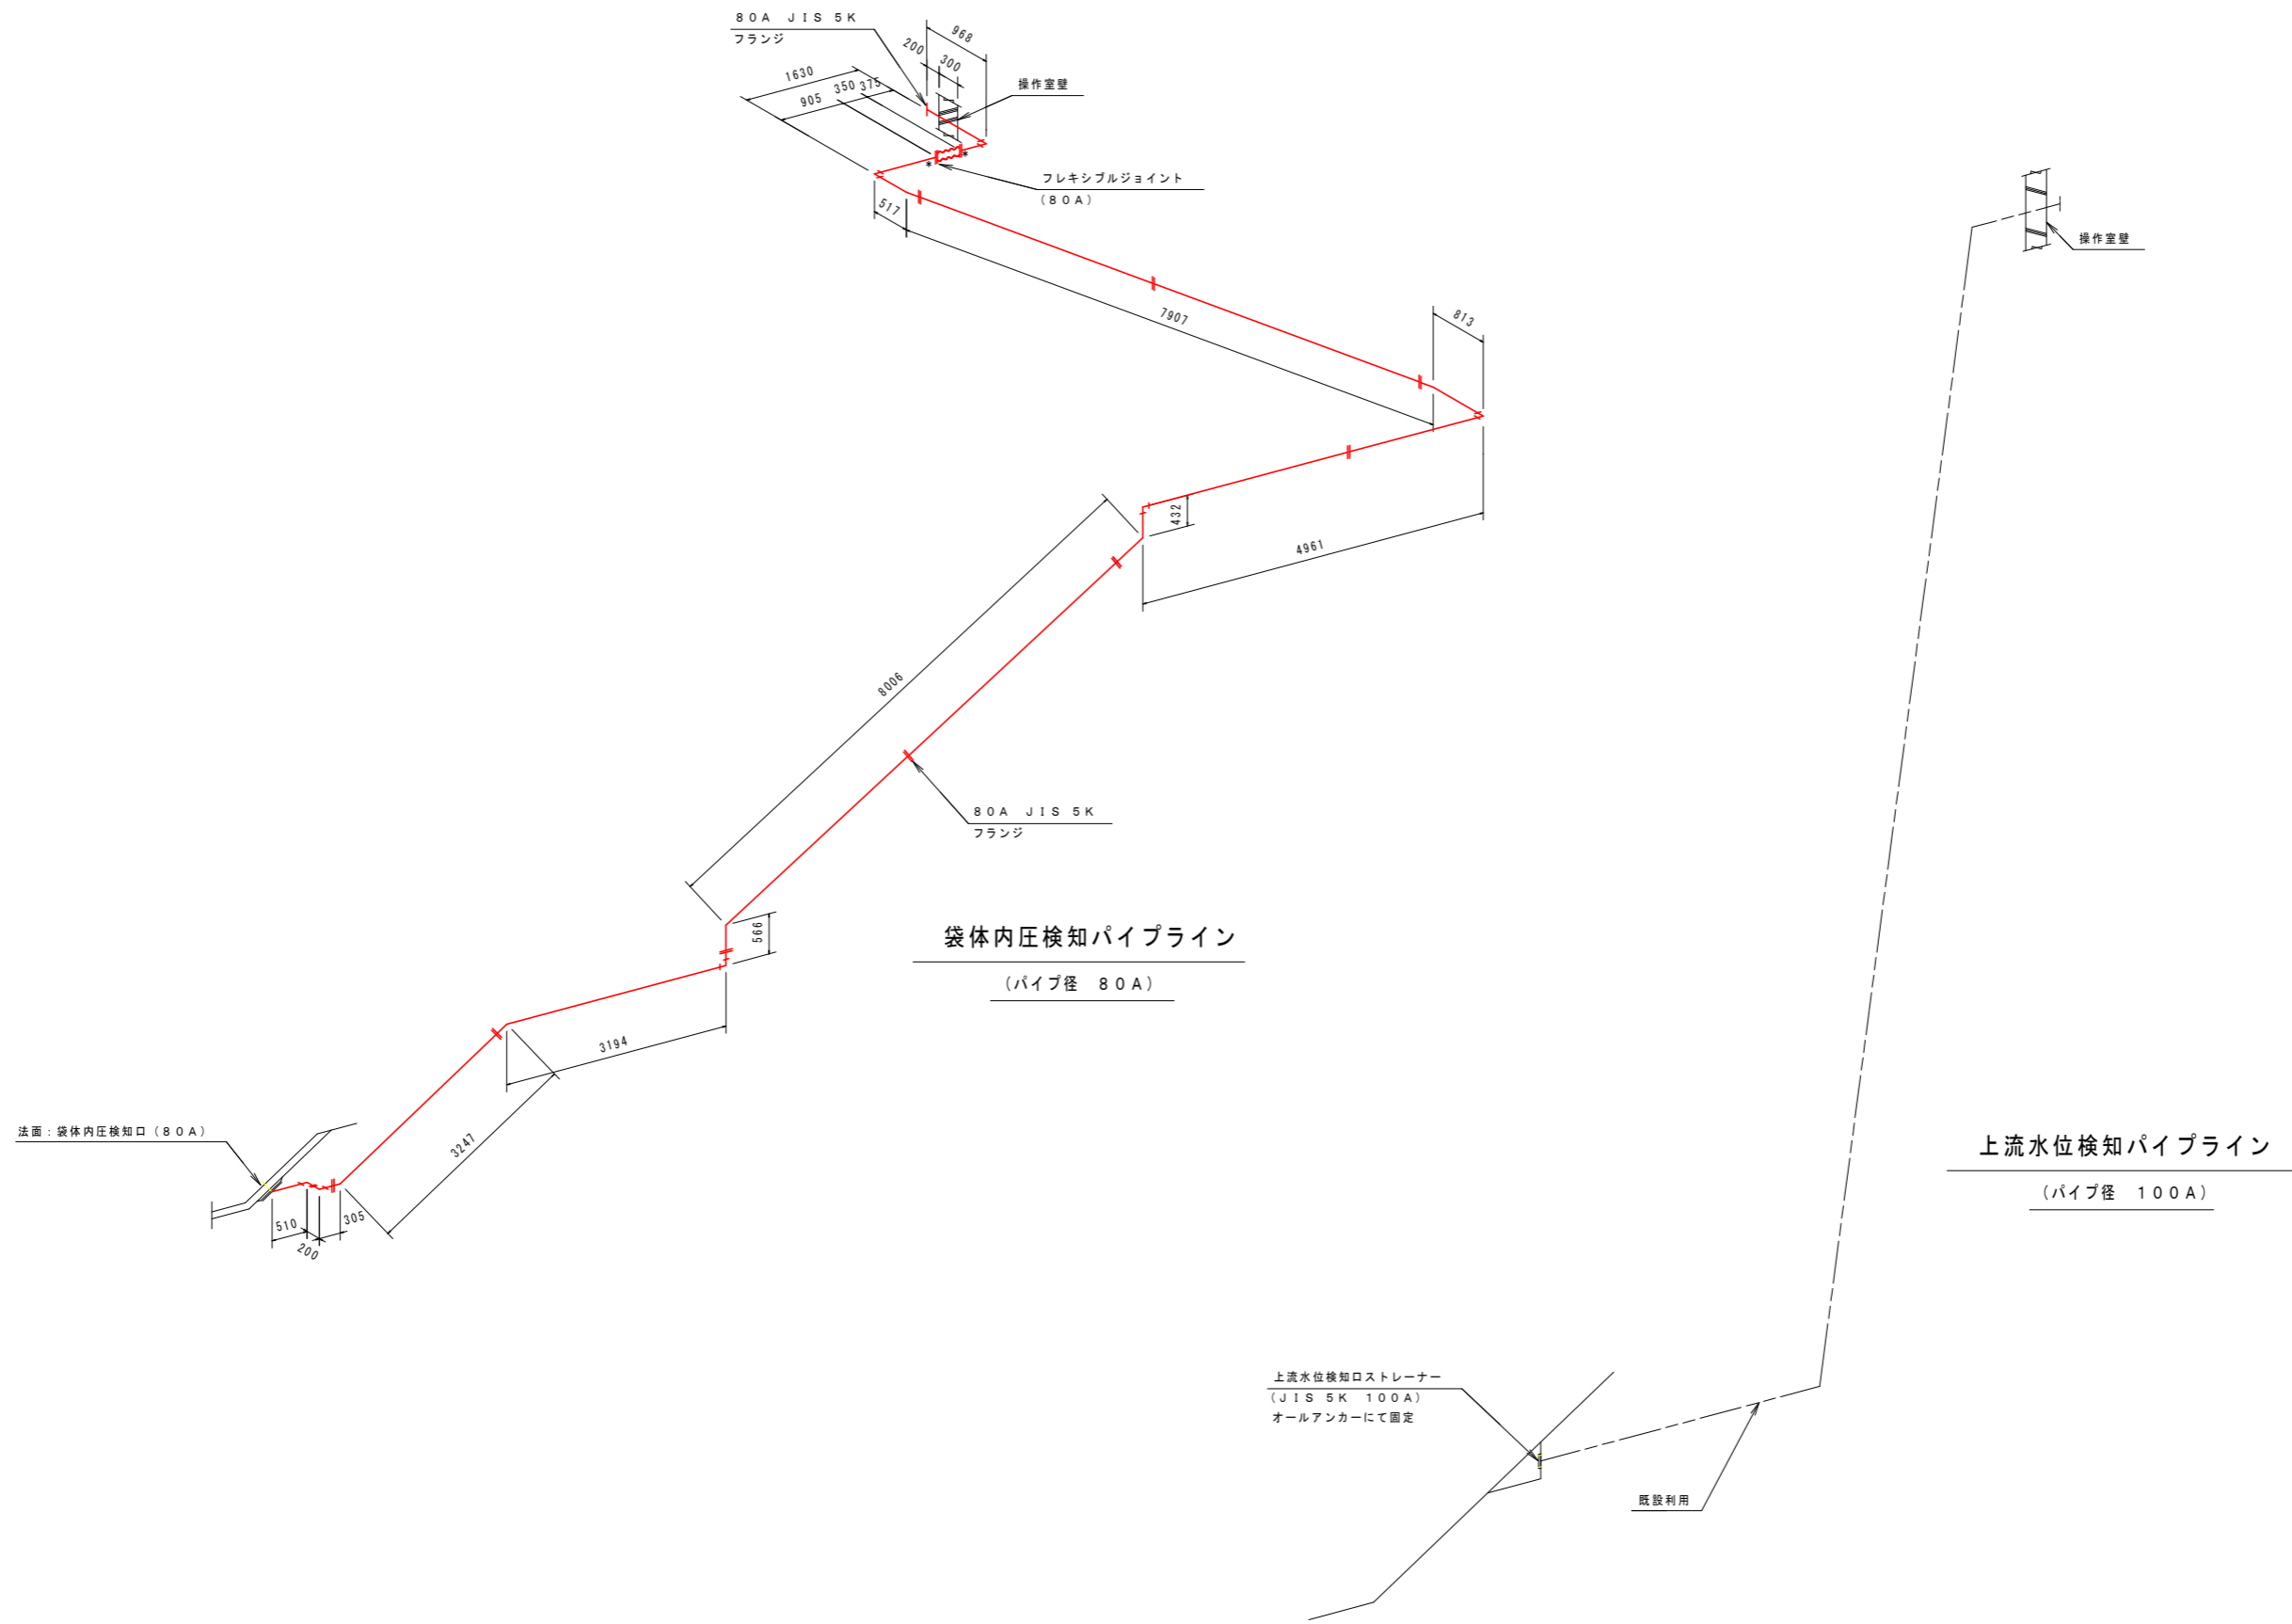 80A JIS 5K
フランジ
968
200
300
1630
905
350
375
操作室壁
フレキシブルジョイント
(80A)
517
7907
813
操作室壁
432
4961
8006
80A JIS 5K
フランジ
566
袋体内圧検知パイプライン
(パイプ径 80A)
3194
3247
法面:袋体内圧検知口(80A)
510
200
305
上流水位検知パイプライン
(パイプ径 100A)
上流水位検知口ストレーナー
(JIS 5K 100A)
オールアンカーにて固定
既設利用